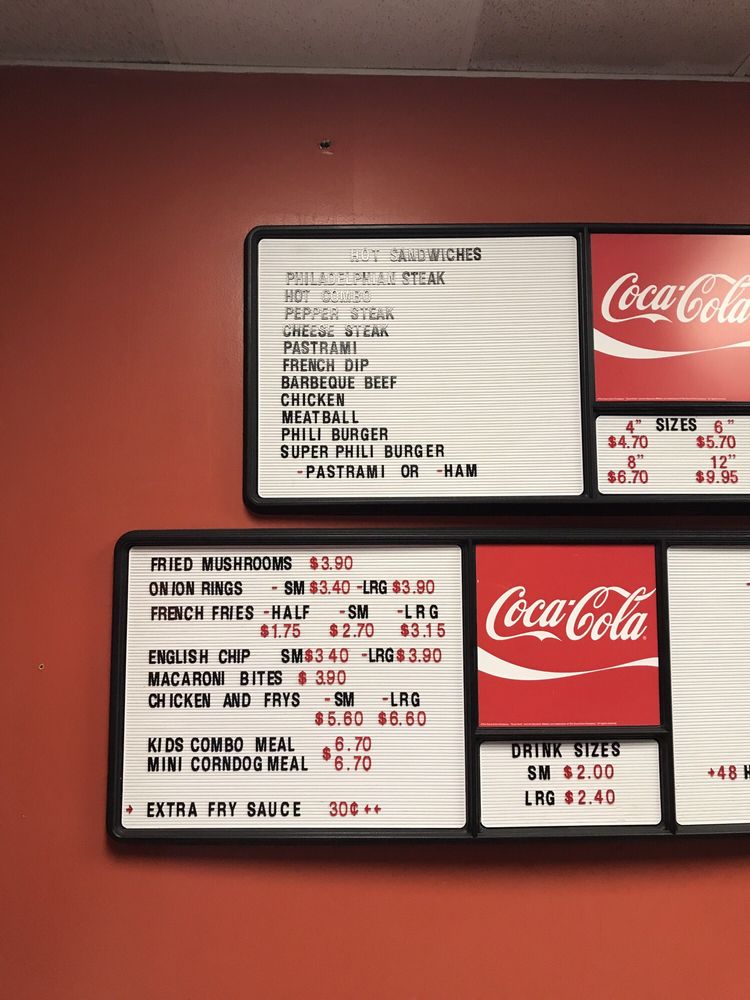 HOT SANDWICHES
PHILADELPHIAN STEAK
HOT COMBO
PEPPER STEAK
CHEESE STEAK
PASTRAMI
FRENCH DIP
BARBEQUE BEEF
CHICKEN
MEATBALL
PHILI BURGER
SUPER PHILI BURGER
-PASTRAMI OR -HAM
Coca-Cola
SIZES
4" 6"
$4.70 $5.70
8" 12"
$6.70 $9.95
FRIED MUSHROOMS $3.90
ONION RINGS - SM $3.40 -LRG $3.90
FRENCH FRIES -HALF -SM -LRG
$1.75 $2.70 $3.15
ENGLISH CHIP SM$3 40 -LRG$3.90
MACARONI BITES $ 3.90
CHICKEN AND FRYS -SM -LRG
$5.60 $6.60
KIDS COMBO MEAL $ 6.70
MINI CORNDOG MEAL 6.70
→ EXTRA FRY SAUCE 30¢ ←←
Coca-Cola
DRINK SIZES
SM $2.00
LRG $2.40
→48 H